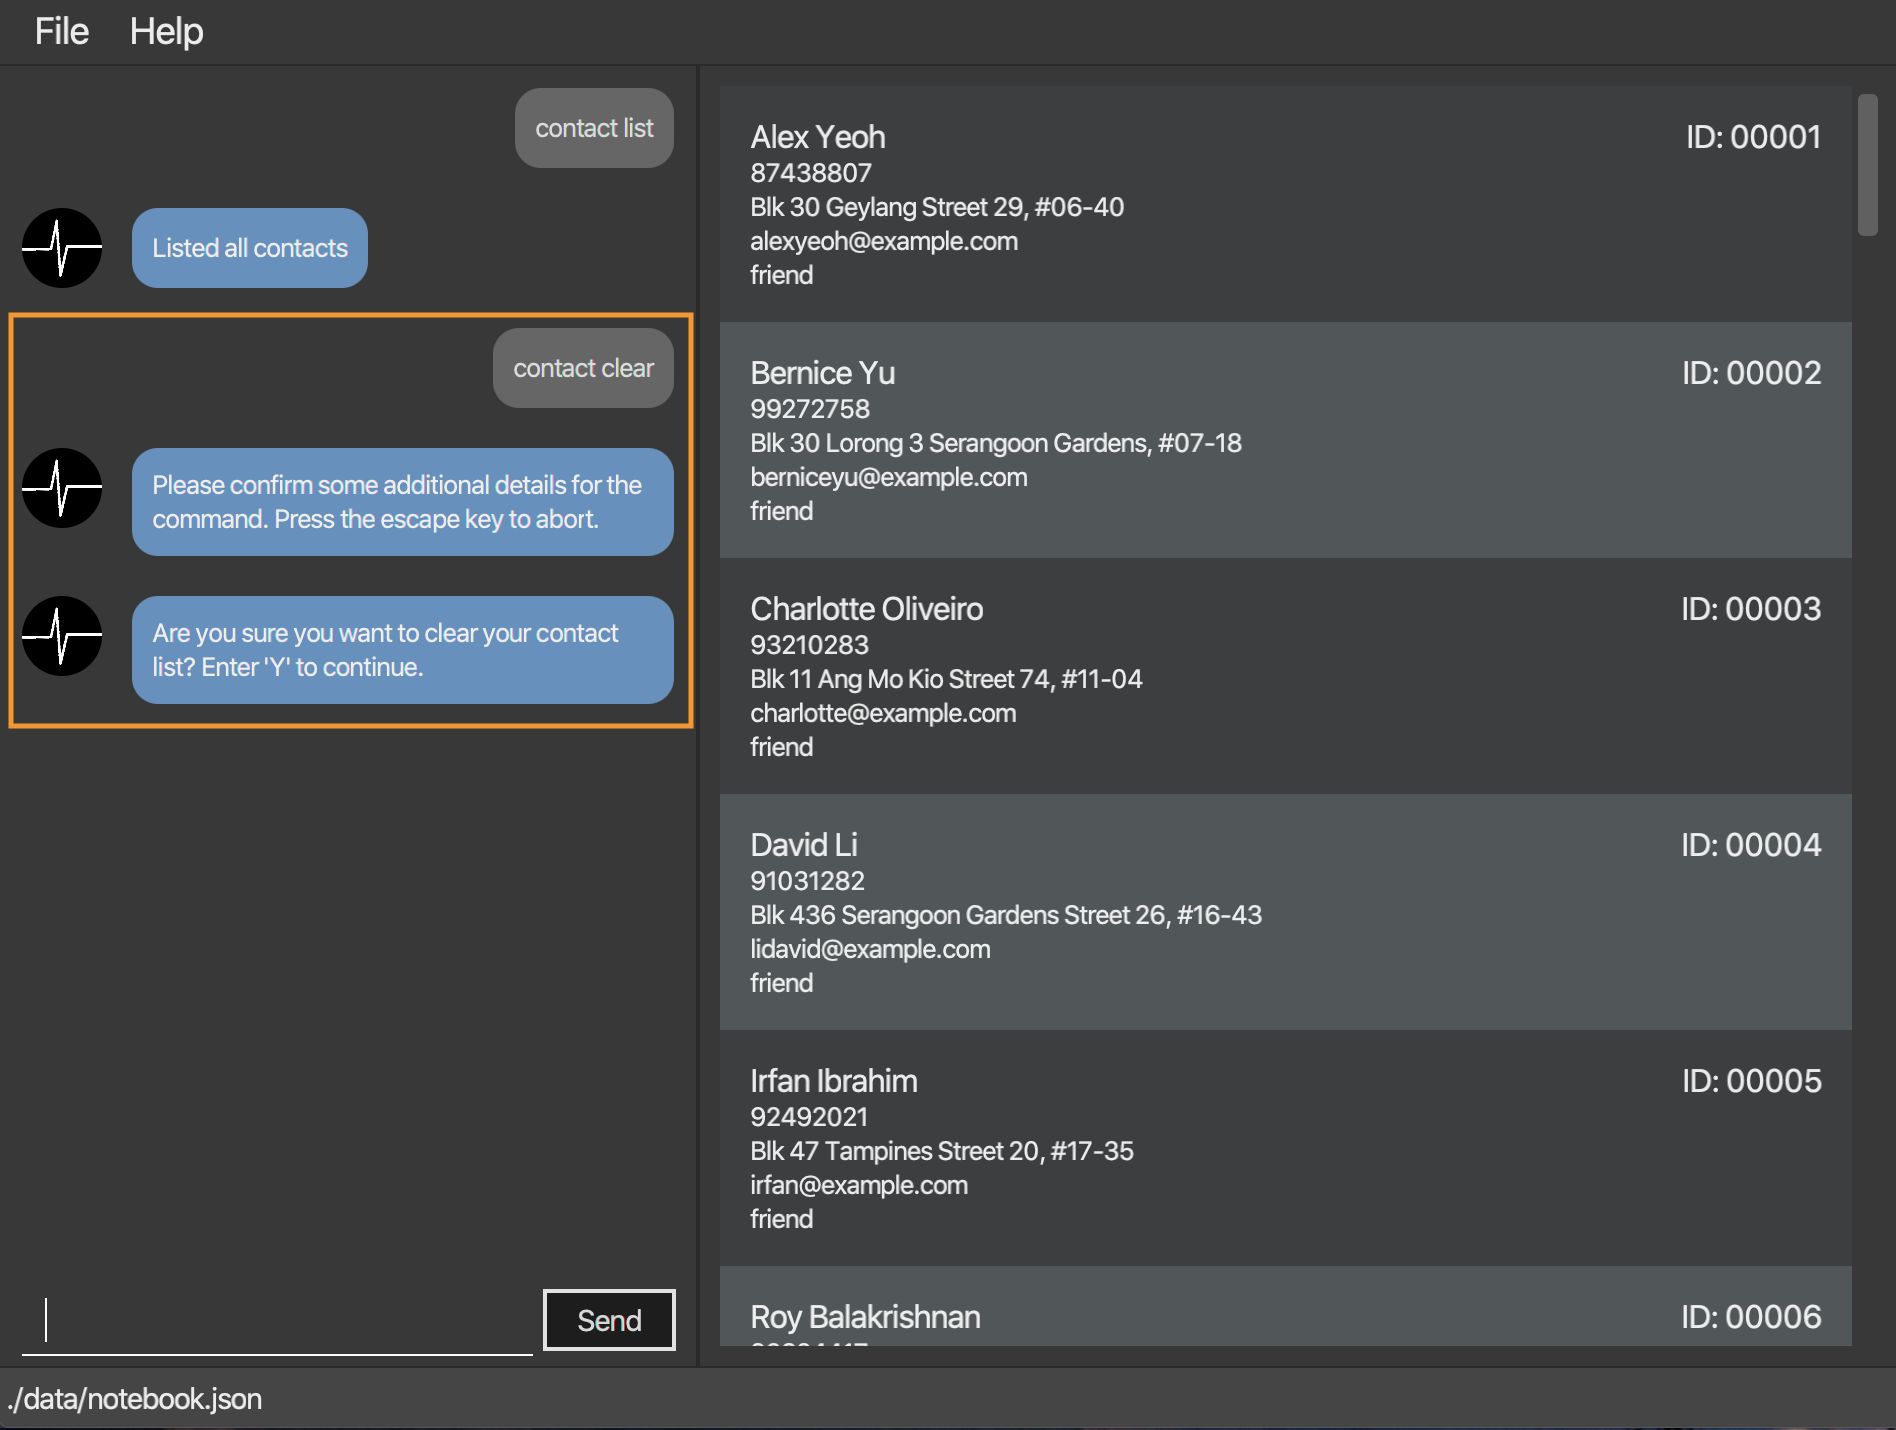 File Help
contact list
Listed all contacts
contact clear
Please confirm some additional details for the
command. Press the escape key to abort.
Are you sure you want to clear your contact
list? Enter 'Y' to continue.
Send
Alex Yeoh ID: 00001
87438807
Blk 30 Geylang Street 29, #06-40
alexyeoh@example.com
friend
Bernice Yu ID: 00002
99272758
Blk 30 Lorong 3 Serangoon Gardens, #07-18
berniceyu@example.com
friend
Charlotte Oliveiro ID: 00003
93210283
Blk 11 Ang Mo Kio Street 74, #11-04
charlotte@example.com
friend
David Li ID: 00004
91031282
Blk 436 Serangoon Gardens Street 26, #16-43
lidavid@example.com
friend
Irfan Ibrahim ID: 00005
92492021
Blk 47 Tampines Street 20, #17-35
irfan@example.com
friend
Roy Balakrishnan ID: 00006
./data/notebook.json